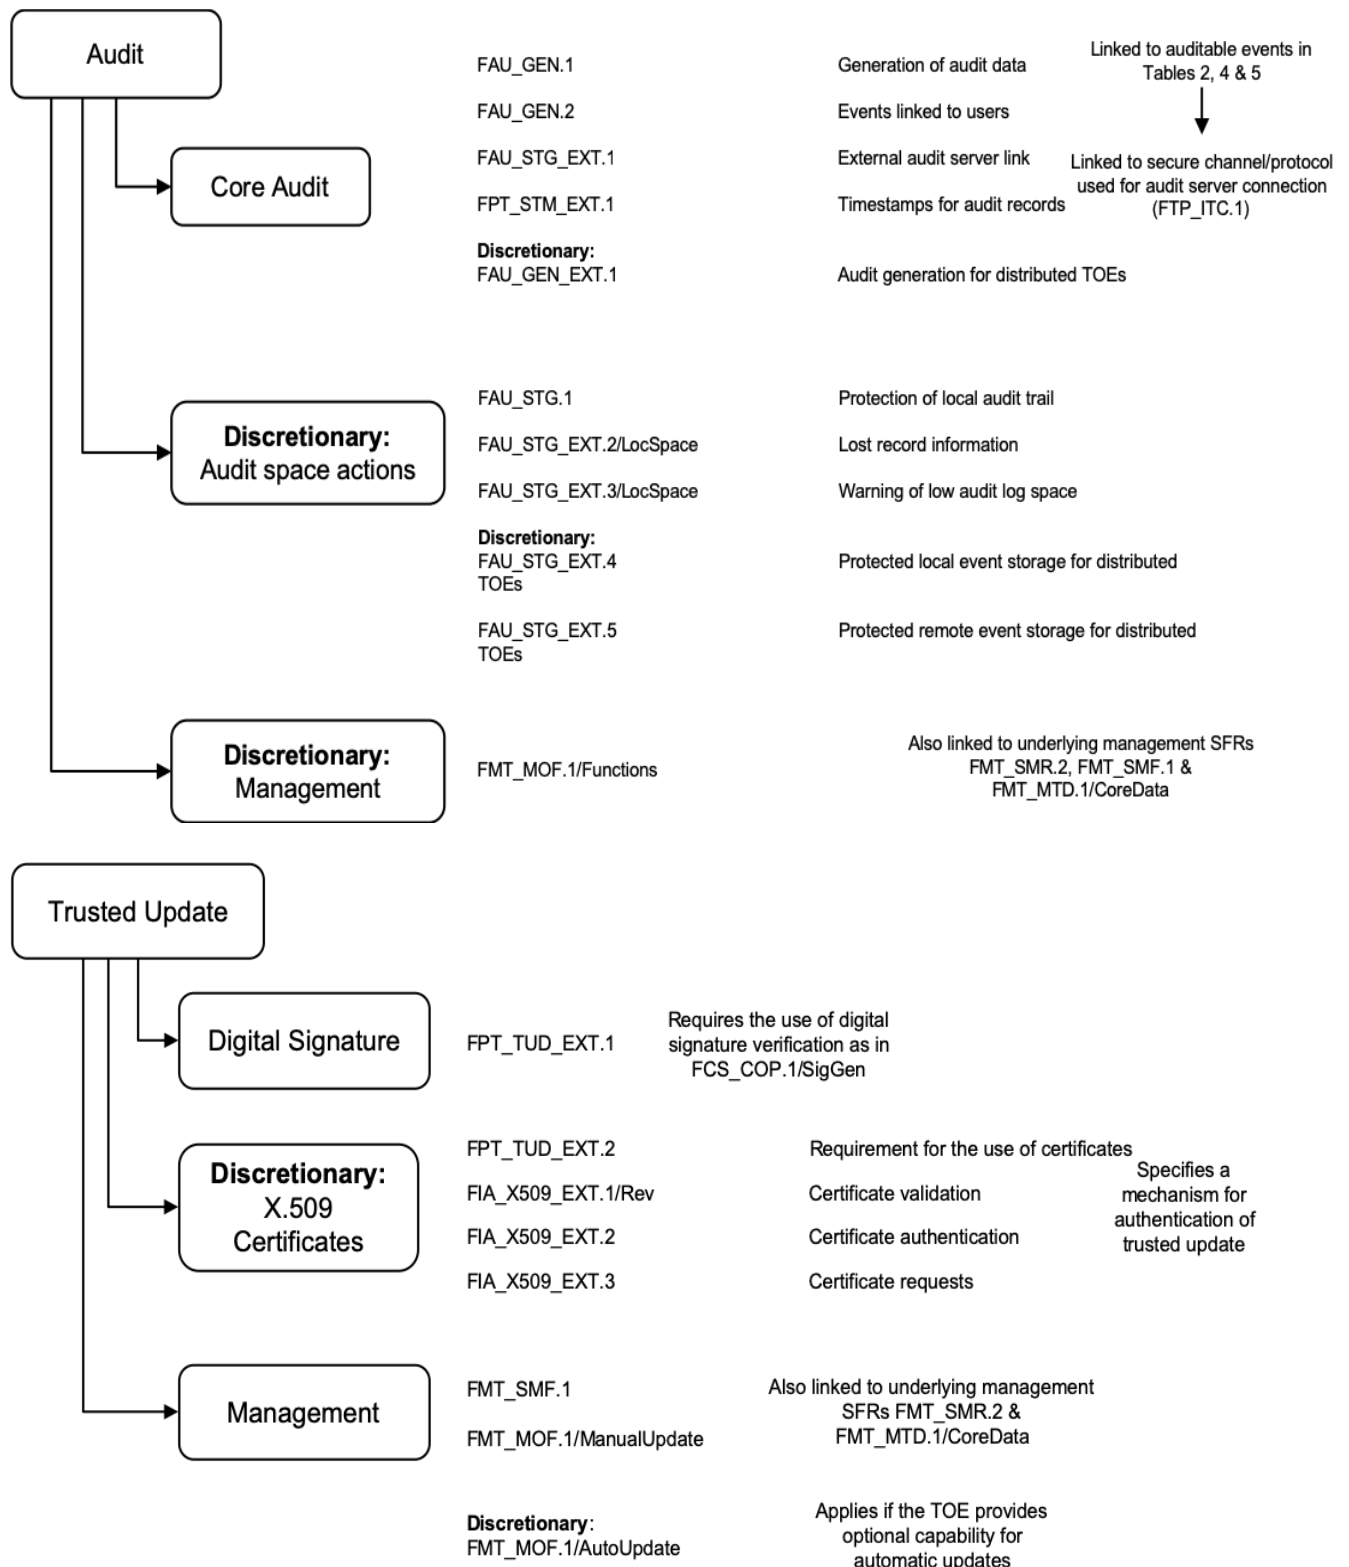 Audit
FAU_GEN.1 Generation of audit data
Linked to auditable events in
Tables 2, 4 & 5
FAU_GEN.2 Events linked to users
Core Audit
FAU_STG_EXT.1 External audit server link
Linked to secure channel/protocol
used for audit server connection
(FTP_ITC.1)
FPT_STM_EXT.1 Timestamps for audit records
Discretionary:
FAU_GEN_EXT.1 Audit generation for distributed TOEs
Discretionary:
Audit space actions
FAU_STG.1 Protection of local audit trail
FAU_STG_EXT.2/LocSpace Lost record information
FAU_STG_EXT.3/LocSpace Warning of low audit log space
Discretionary:
FAU_STG_EXT.4 Protected local event storage for distributed
TOEs
FAU_STG_EXT.5 Protected remote event storage for distributed
TOEs
Discretionary:
Management
FMT_MOF.1/Functions
Also linked to underlying management SFRs
FMT_SMR.2, FMT_SMF.1 &
FMT_MTD.1/CoreData
Trusted Update
Digital Signature
FPT_TUD_EXT.1
Requires the use of digital
signature verification as in
FCS_COP.1/SigGen
Discretionary:
X.509
Certificates
FPT_TUD_EXT.2 Requirement for the use of certificates
FIA_X509_EXT.1/Rev Certificate validation
FIA_X509_EXT.2 Certificate authentication
FIA_X509_EXT.3 Certificate requests
Specifies a
mechanism for
authentication of
trusted update
Management
FMT_SMF.1
FMT_MOF.1/ManualUpdate
Also linked to underlying management
SFRs FMT_SMR.2 &
FMT_MTD.1/CoreData
Discretionary:
FMT_MOF.1/AutoUpdate
Applies if the TOE provides
optional capability for
automatic updates